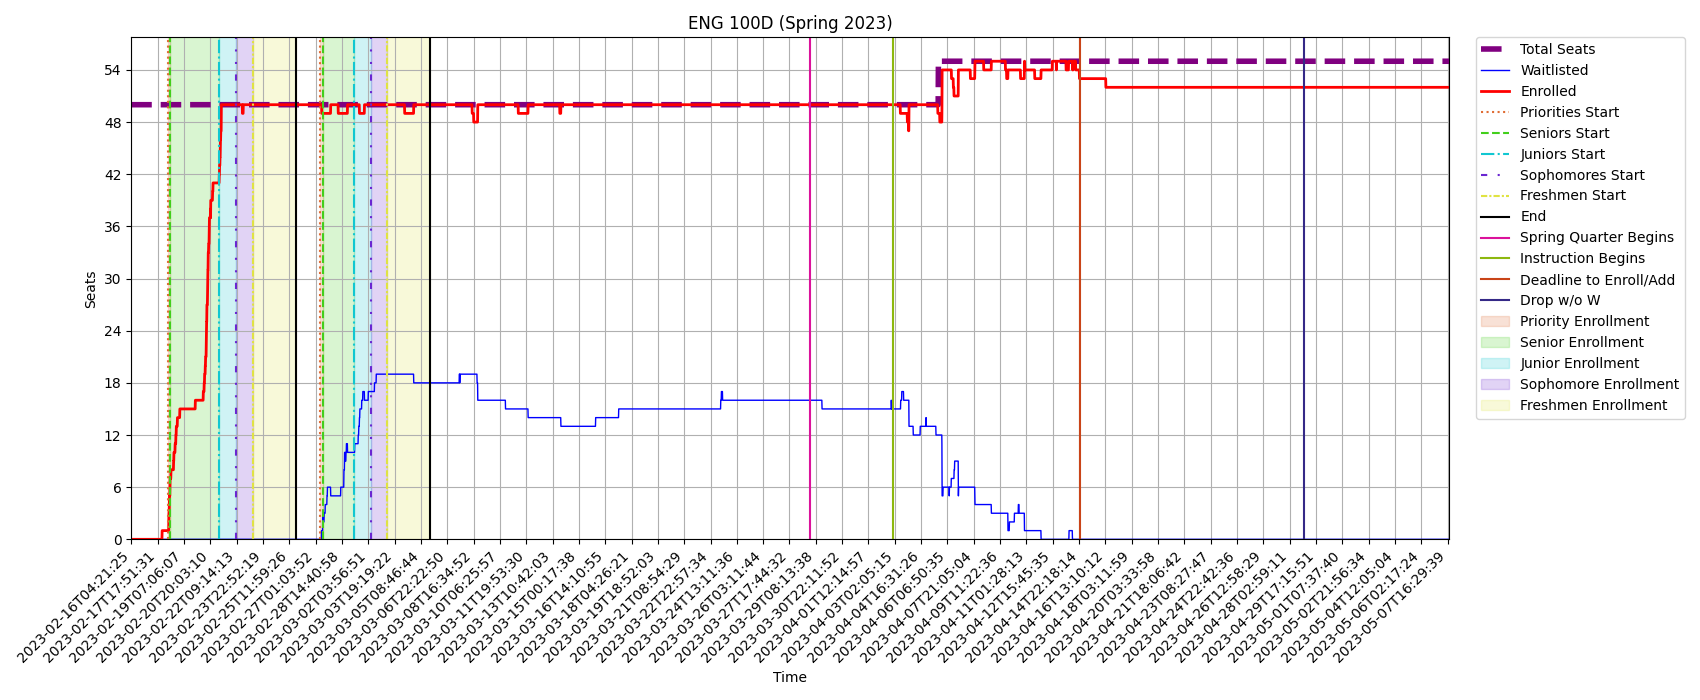 ENG 100D (Spring 2023)
Seats
54
48
42
36
30
24
18
12
6
0
2023-02-16T04:21:25
2023-02-17T17:51:31
2023-02-19T07:06:07
2023-02-20T20:03:10
2023-02-22T09:14:13
2023-02-23T22:52:19
2023-02-25T11:59:26
2023-02-27T01:03:52
2023-02-28T14:40:58
2023-03-02T03:56:51
2023-03-03T19:19:22
2023-03-05T08:46:44
2023-03-06T22:22:50
2023-03-08T16:34:52
2023-03-10T06:25:57
2023-03-11T19:53:30
2023-03-13T10:42:03
2023-03-15T00:17:38
2023-03-16T14:10:55
2023-03-18T04:26:21
2023-03-19T18:52:03
2023-03-21T08:54:29
2023-03-22T22:57:34
2023-03-24T13:11:36
2023-03-26T03:11:44
2023-03-27T17:44:32
2023-03-29T08:13:38
2023-03-30T22:11:52
2023-04-01T12:14:57
2023-04-03T02:05:15
2023-04-04T16:31:26
2023-04-06T06:50:35
2023-04-07T21:05:04
2023-04-09T11:22:36
2023-04-11T01:28:13
2023-04-12T15:45:35
2023-04-14T22:18:14
2023-04-16T13:10:12
2023-04-18T03:11:59
2023-04-20T03:33:58
2023-04-21T18:06:42
2023-04-23T08:27:47
2023-04-24T22:42:36
2023-04-26T12:58:29
2023-04-28T02:59:11
2023-04-29T17:15:51
2023-05-01T07:37:40
2023-05-02T21:56:34
2023-05-04T12:05:04
2023-05-06T02:17:24
2023-05-07T16:29:39
Time
Total Seats
Waitlisted
Enrolled
Priorities Start
Seniors Start
Juniors Start
Sophomores Start
Freshmen Start
End
Spring Quarter Begins
Instruction Begins
Deadline to Enroll/Add
Drop w/o W
Priority Enrollment
Senior Enrollment
Junior Enrollment
Sophomore Enrollment
Freshmen Enrollment